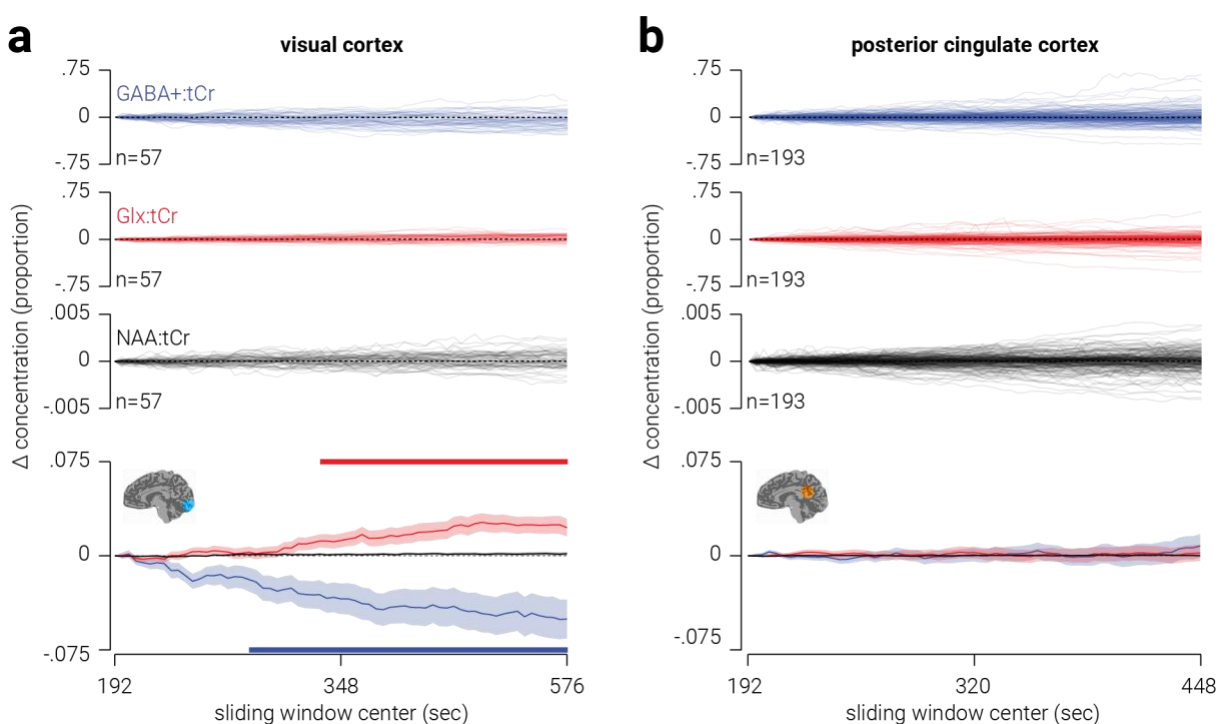 a
visual cortex
Δ concentration (proportion)
.75
GABA+:tCr
0
-.75
n=57
.75
Glx:tCr
0
-.75
n=57
.005
NAA:tCr
0
-.005
n=57
.075
0
-.075
192
348
576
sliding window center (sec)
b
posterior cingulate cortex
Δ concentration (proportion)
.75
0
-.75
n=193
.75
0
-.75
n=193
.005
0
-.005
n=193
.075
0
-.075
192
320
448
sliding window center (sec)